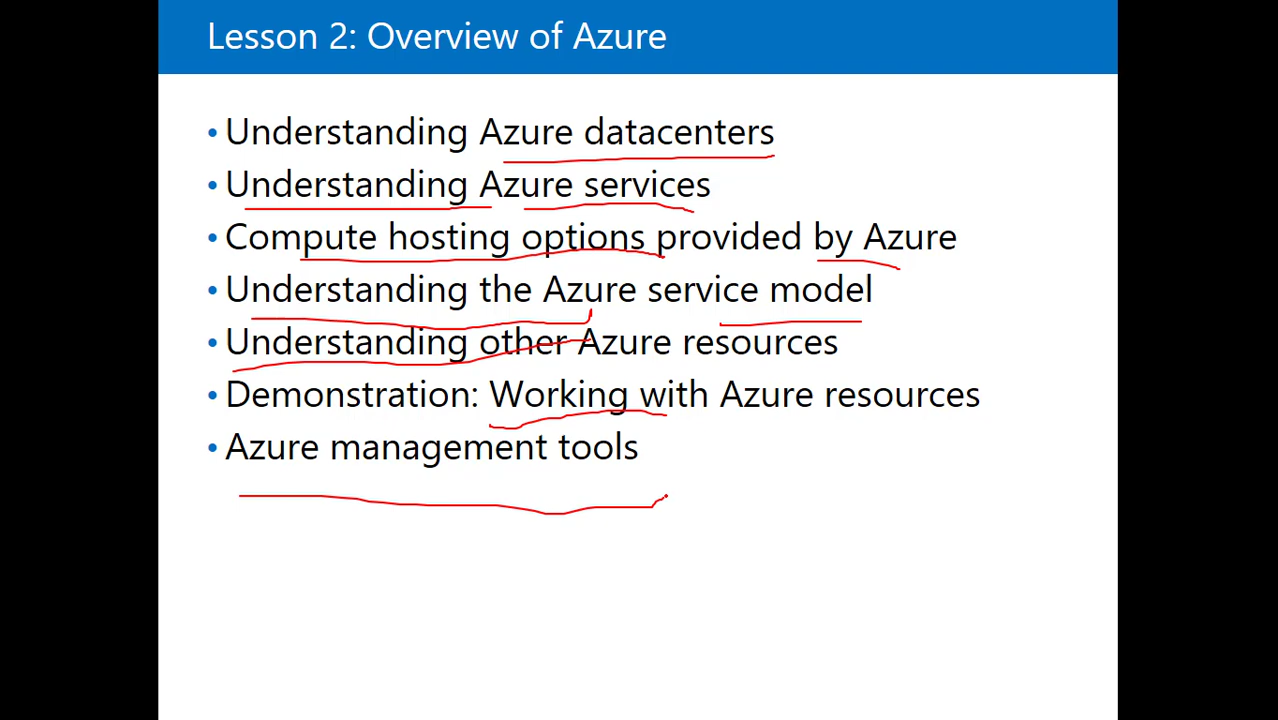 Lesson 2: Overview of Azure
• Understanding Azure datacenters
• Understanding Azure services
• Compute hosting options provided by Azure
• Understanding the Azure service model
• Understanding other Azure resources
• Demonstration: Working with Azure resources
• Azure management tools